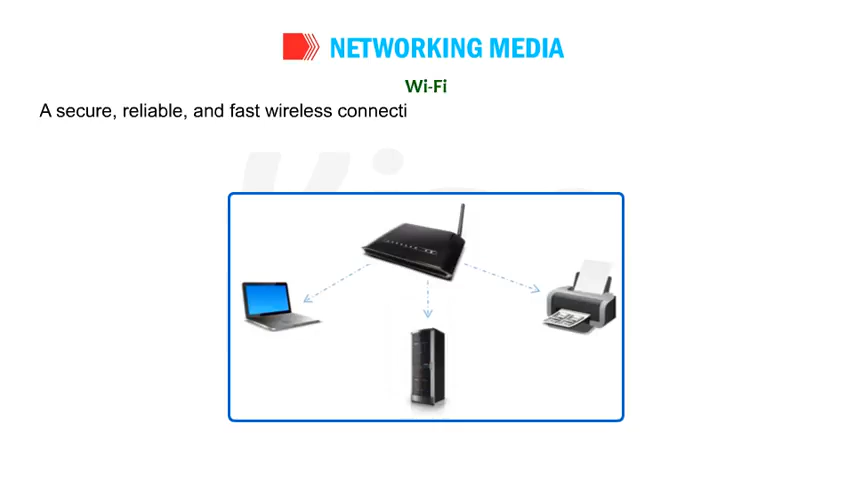 NETWORKING MEDIA
Wi-Fi
A secure, reliable, and fast wireless connecti